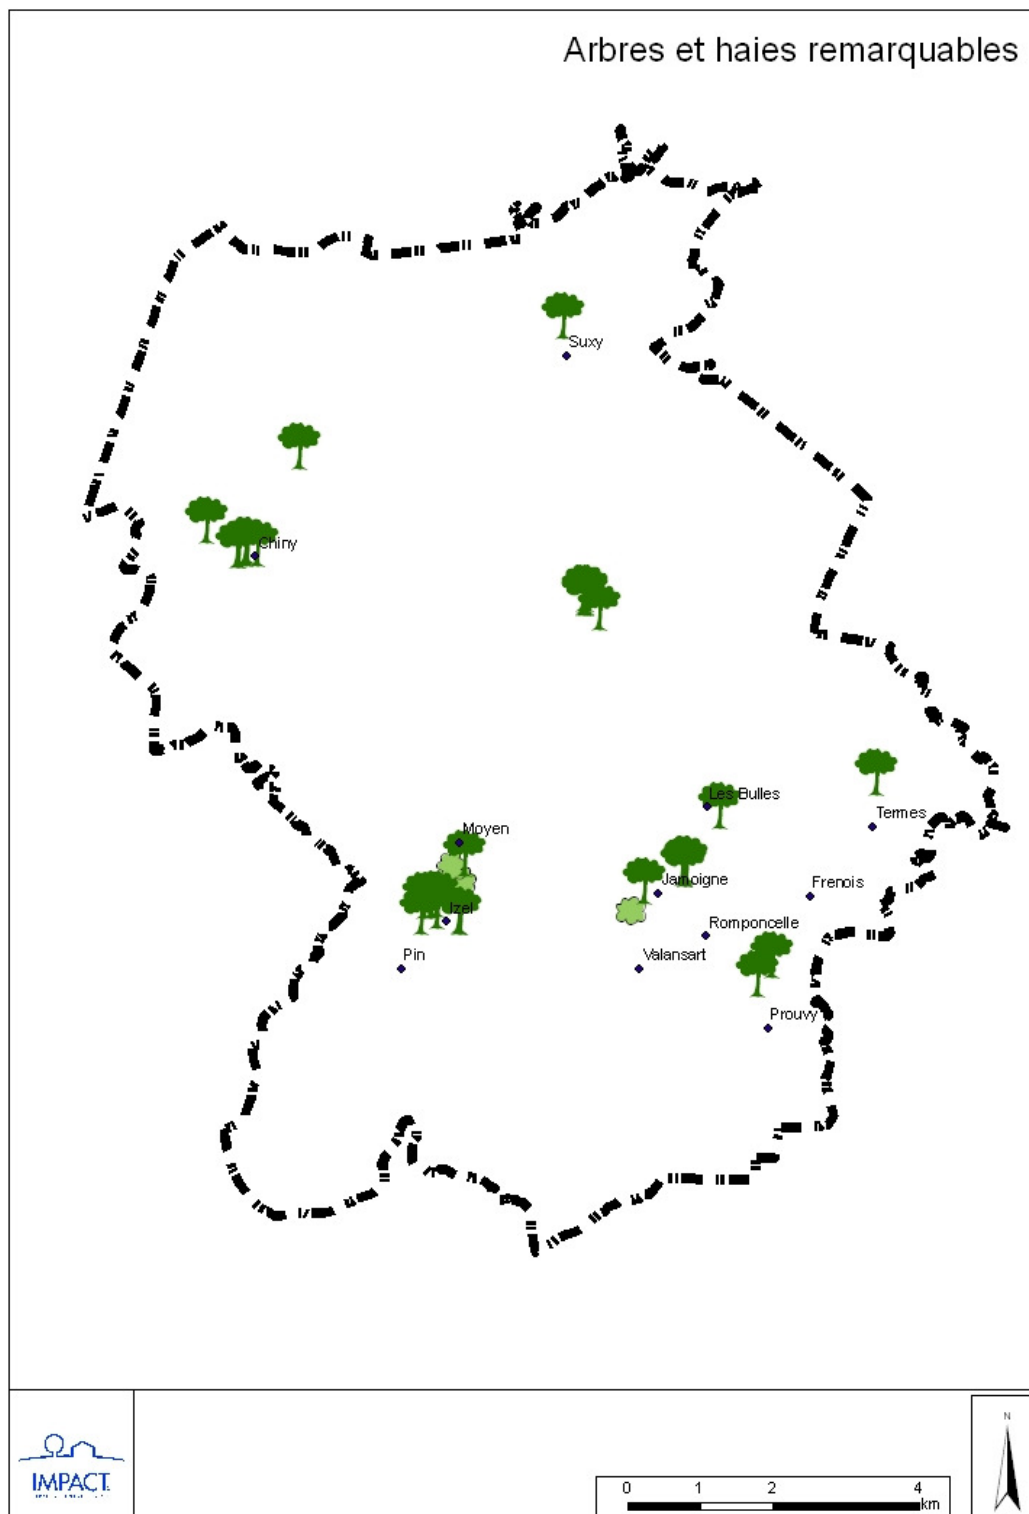 Arbres et haies remarquables
Suxy
Chiny
Les Bulles
Termes
Moyen
Jamoigne
Frenois
Izel
Romponcelle
Pin
Valansart
Prouvy
N
IMPACT
0 1 2 4
km